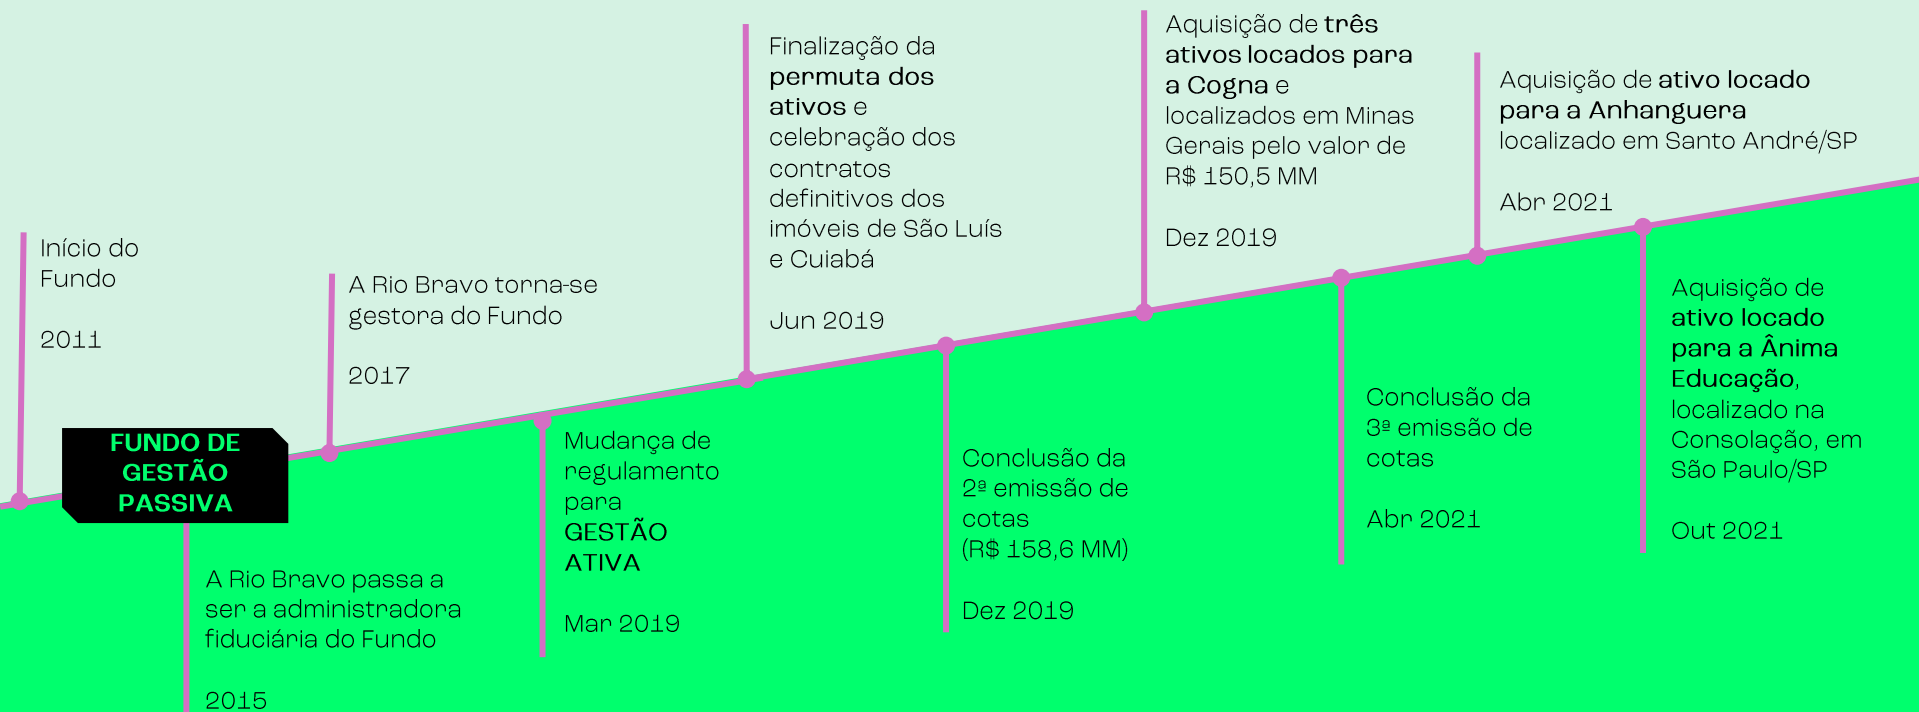 Início do
Fundo
2011
FUNDO DE
GESTÃO
PASSIVA
A Rio Bravo passa a
ser a administradora
fiduciária do Fundo
2015
A Rio Bravo torna-se
gestora do Fundo
2017
Mudança de
regulamento
para
GESTÃO
ATIVA
Mar 2019
Finalização da
permuta dos
ativos e
celebração dos
contratos
definitivos dos
imóveis de São Luís
e Cuiabá
Jun 2019
Conclusão da
2ª emissão de
cotas
(R$ 158,6 MM)
Dez 2019
Aquisição de três
ativos locados para
a Cogna e
localizados em Minas
Gerais pelo valor de
R$ 150,5 MM
Dez 2019
Conclusão da
3ª emissão de
cotas
Abr 2021
Aquisição de ativo locado
para a Anhanguera
localizado em Santo André/SP
Abr 2021
Aquisição de
ativo locado
para a Ânima
Educação,
localizado na
Consolação, em
São Paulo/SP
Out 2021